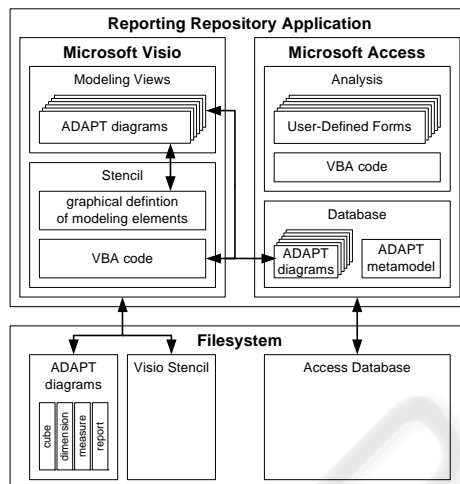 Reporting Repository Application
Microsoft Visio
Modeling Views
ADAPT diagrams
Stencil
graphical defintion
of modeling elements
VBA code
Microsoft Access
Analysis
User-Defined Forms
VBA code
Database
ADAPT
diagrams
ADAPT
metamodel
Filesystem
ADAPT
diagrams
cube
dimension
measure
report
Visio Stencil
Access Database